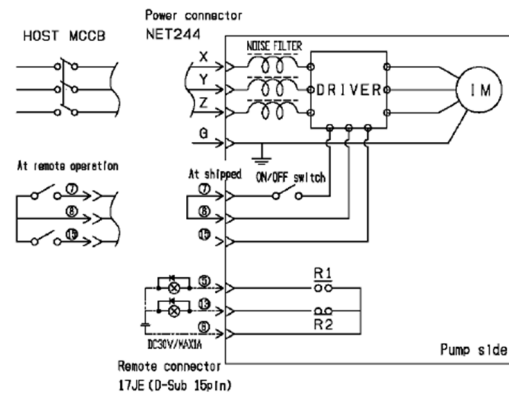 Power connector
NET244
HOST MCCB
X
Y
Z
G
NOISE FILTER
DRIVER
IM
At remote operation
⑦
⑧
⑮
At shipped
ON/OFF switch
⑦
⑧
⑮
⑤
⑬
⑥
R1
R2
DC30V/MAX1A
Pump side
Remote connector
17JE (D-Sub 15pin)